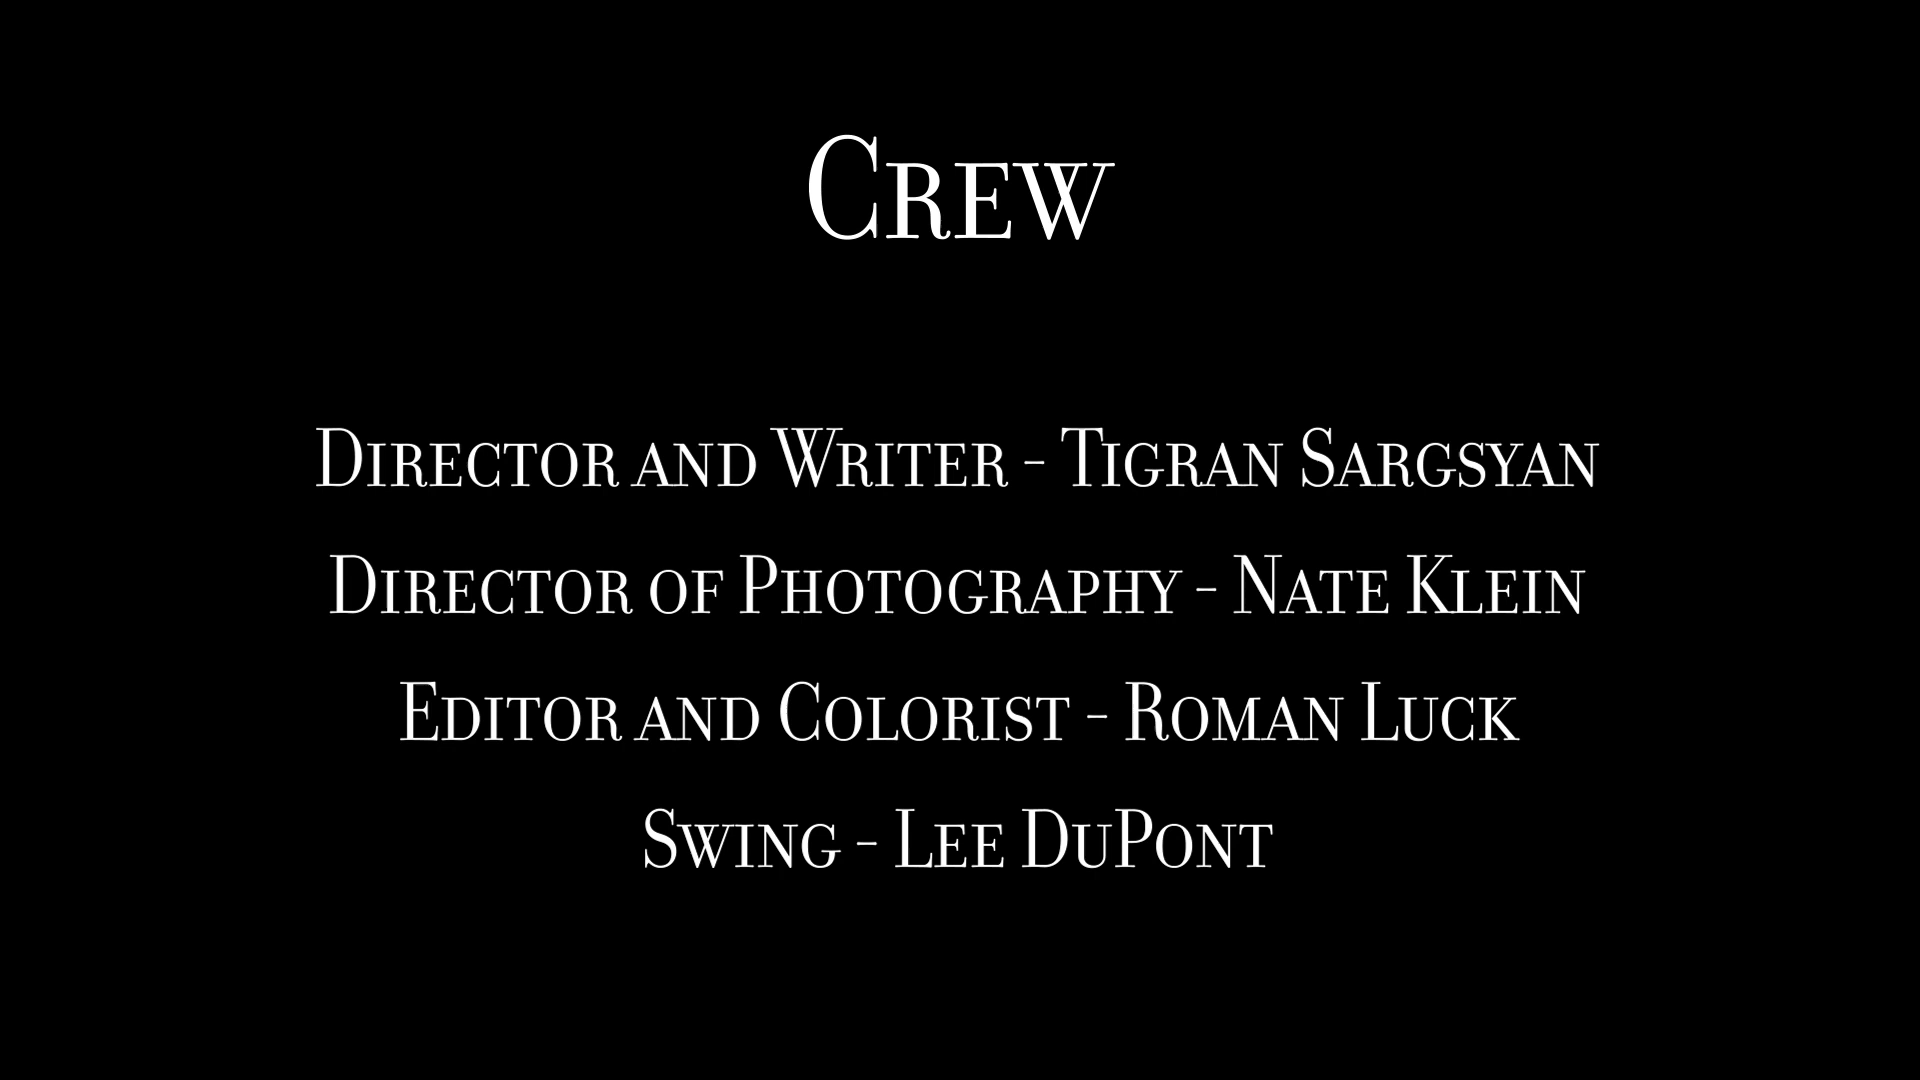 Crew
Director and Writer - Tigran Sargsyan
Director of Photography - Nate Klein
Editor and Colorist - Roman Luck
Swing - Lee DuPont